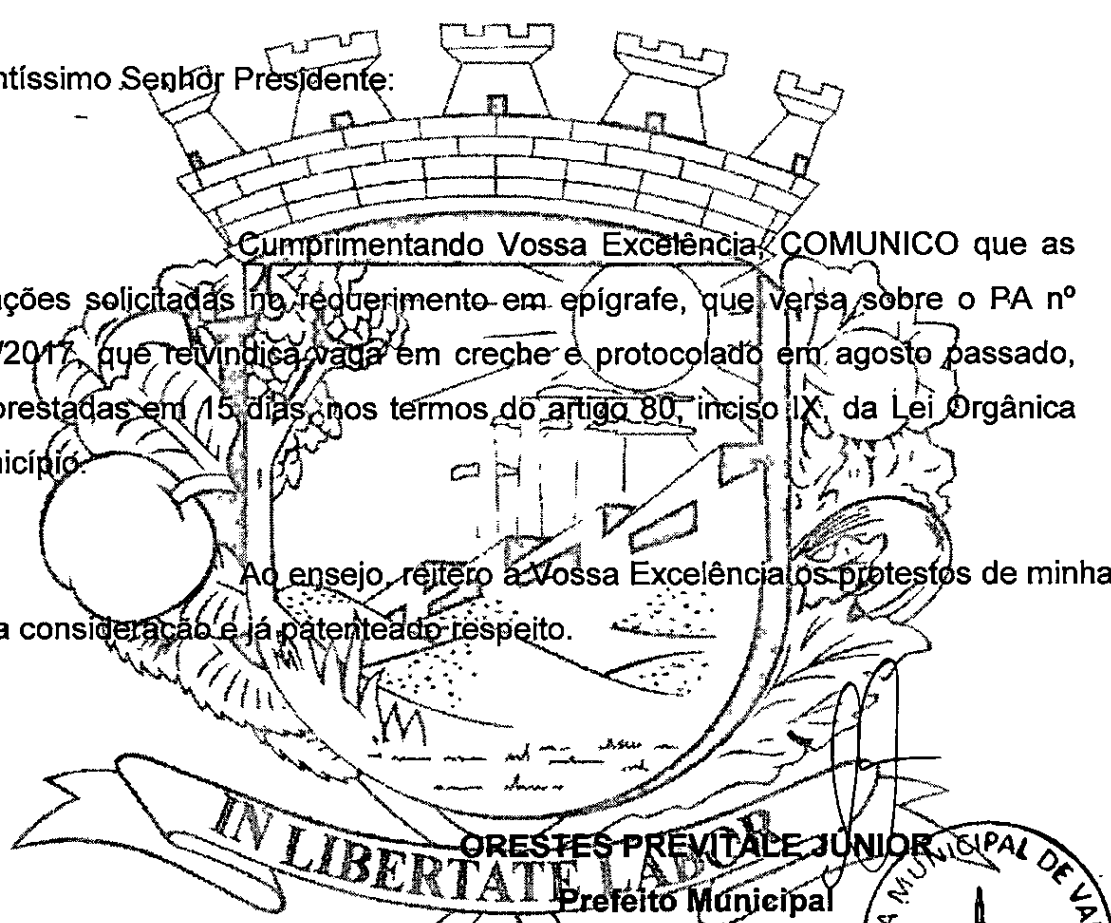 ntíssimo Senhor Presidente:
Cumprimentando Vossa Excelência, COMUNICO que as
ações solicitadas no requerimento em epígrafe, que versa sobre o PA nº
/2017, que reivindica vaga em creche e protocolado em agosto passado,
prestadas em 15 dias, nos termos do artigo 80, inciso IX, da Lei Orgânica
nicípio.
Ao ensejo, reitero a Vossa Excelência os protestos de minha
a consideração e já patenteado respeito.
IN LIBERTATE LABOR
ORESTES PREVITALE JÚNIOR
Prefeito Municipal
A MUNICIPAL DE VA